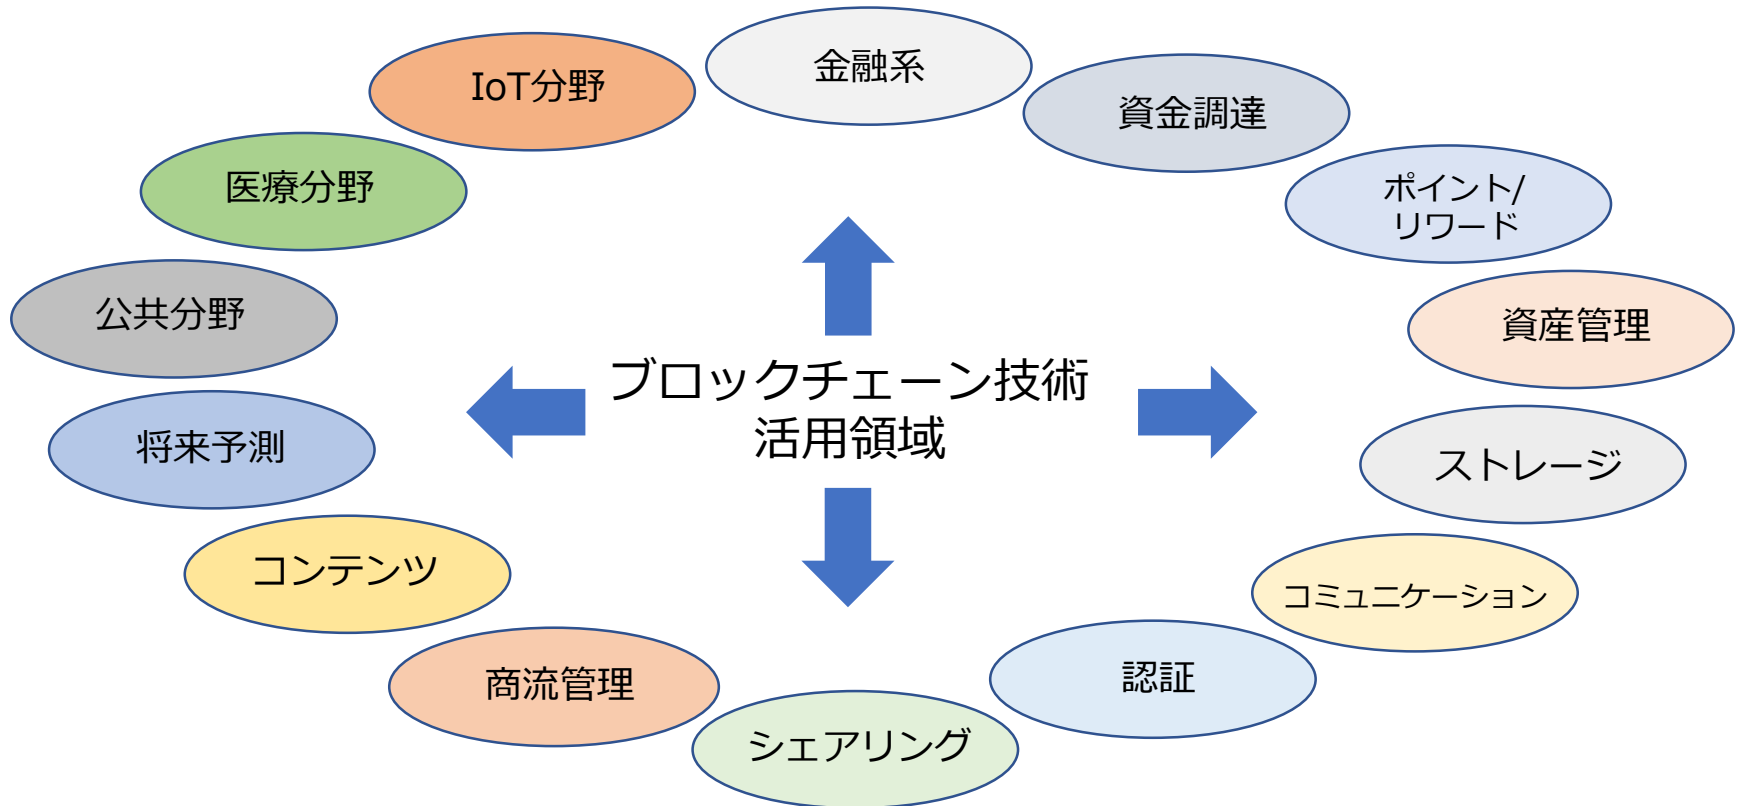 金融系
IoT分野
資金調達
医療分野
ポイント/
リワード
公共分野
資産管理
ブロックチェーン技術
活用領域
将来予測
ストレージ
コンテンツ
コミュニケーション
商流管理
認証
シェアリング